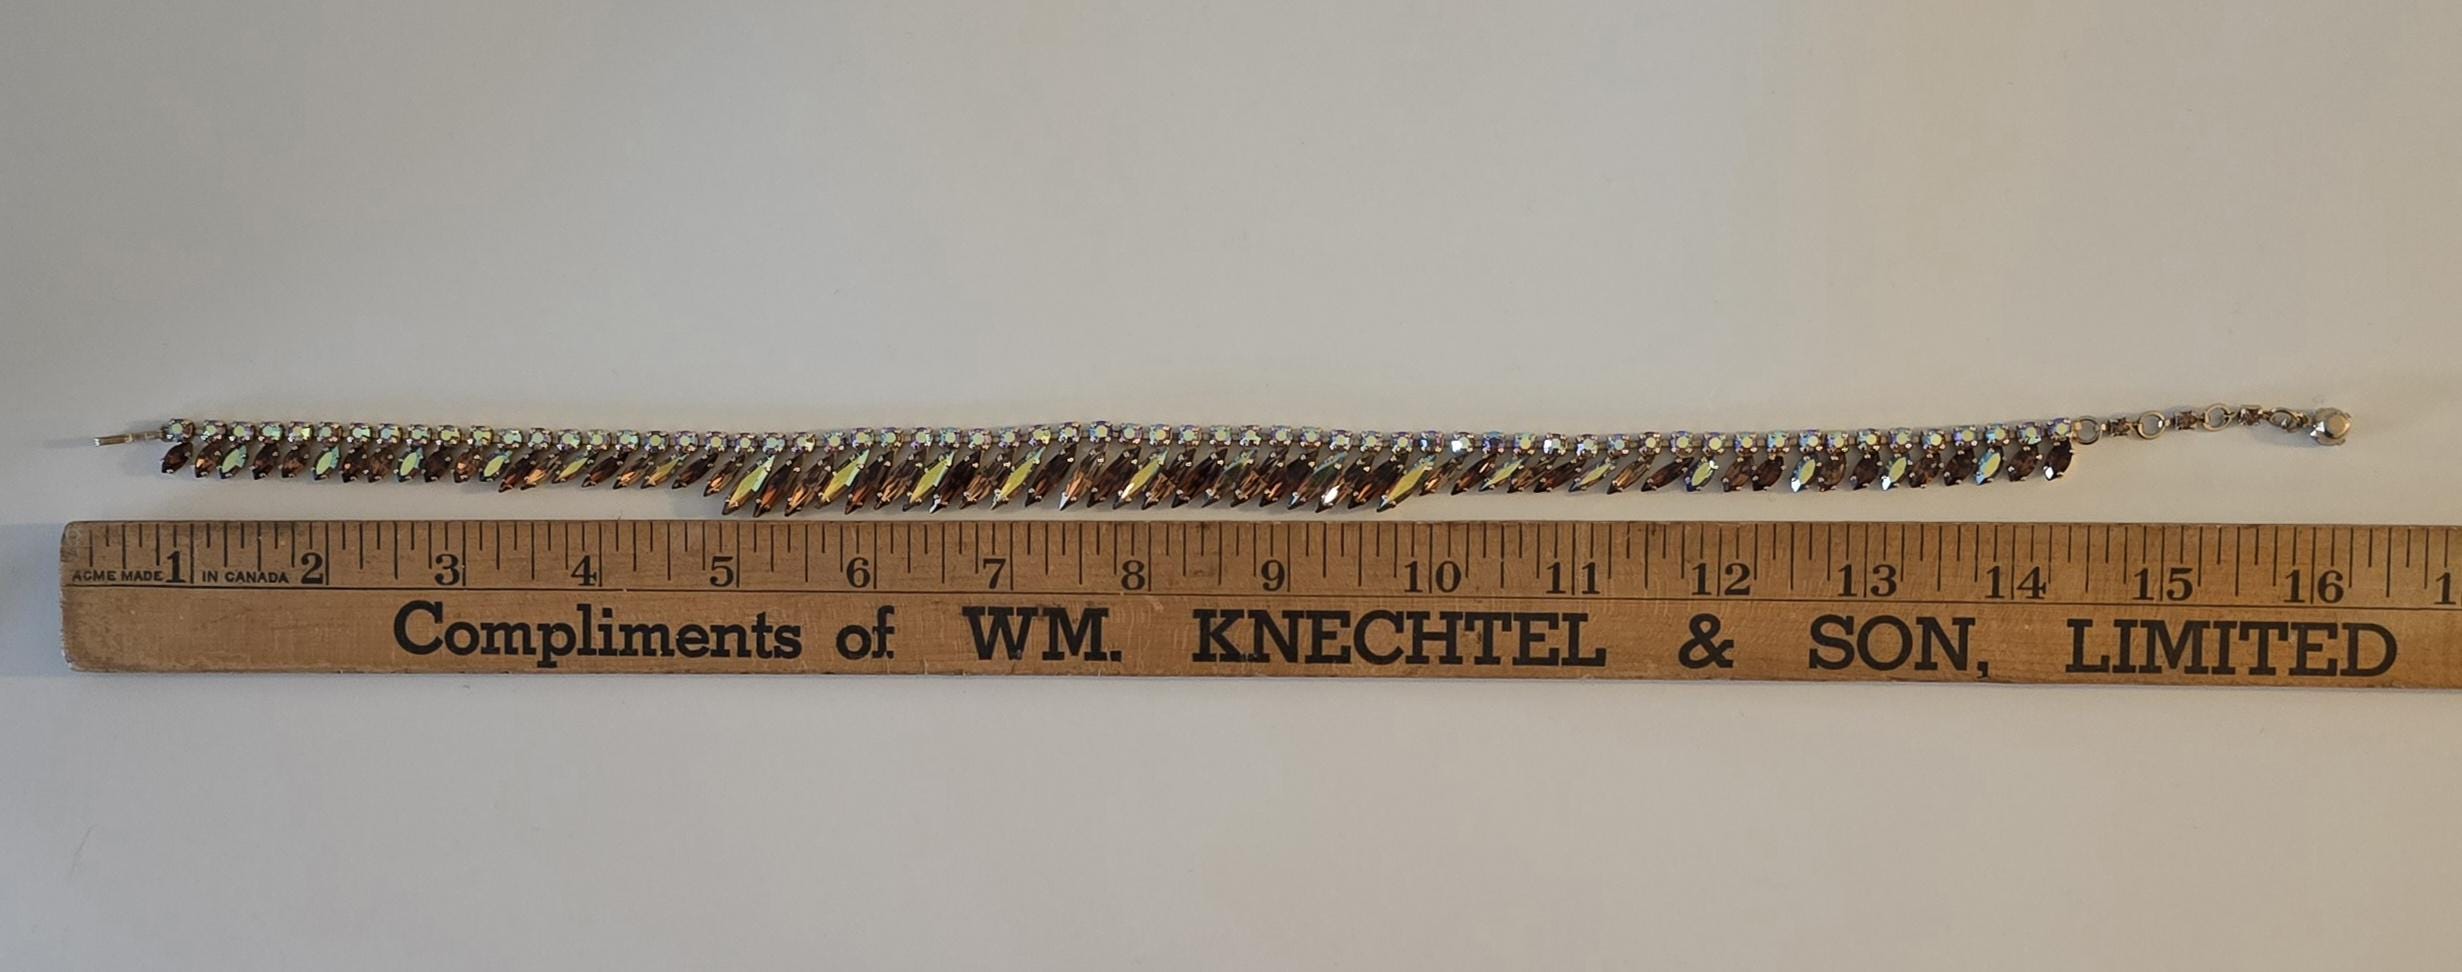 1 2 3 4 5 6 7 8 9 10 11 12 13 14 15 16 1
ACME MADE IN CANADA
Compliments of WM. KNECHTEL & SON, LIMITED